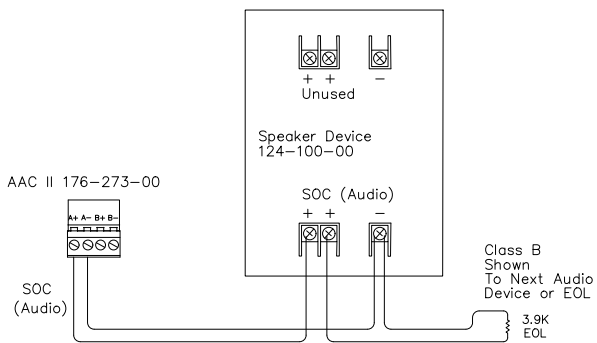 + + −
Unused
Speaker Device
124-100-00
AAC II 176-273-00
SOC (Audio)
+ + −
A+ A- B+ B-
SOC
(Audio)
Class B
Shown
To Next Audio
Device or EOL
3.9K
EOL